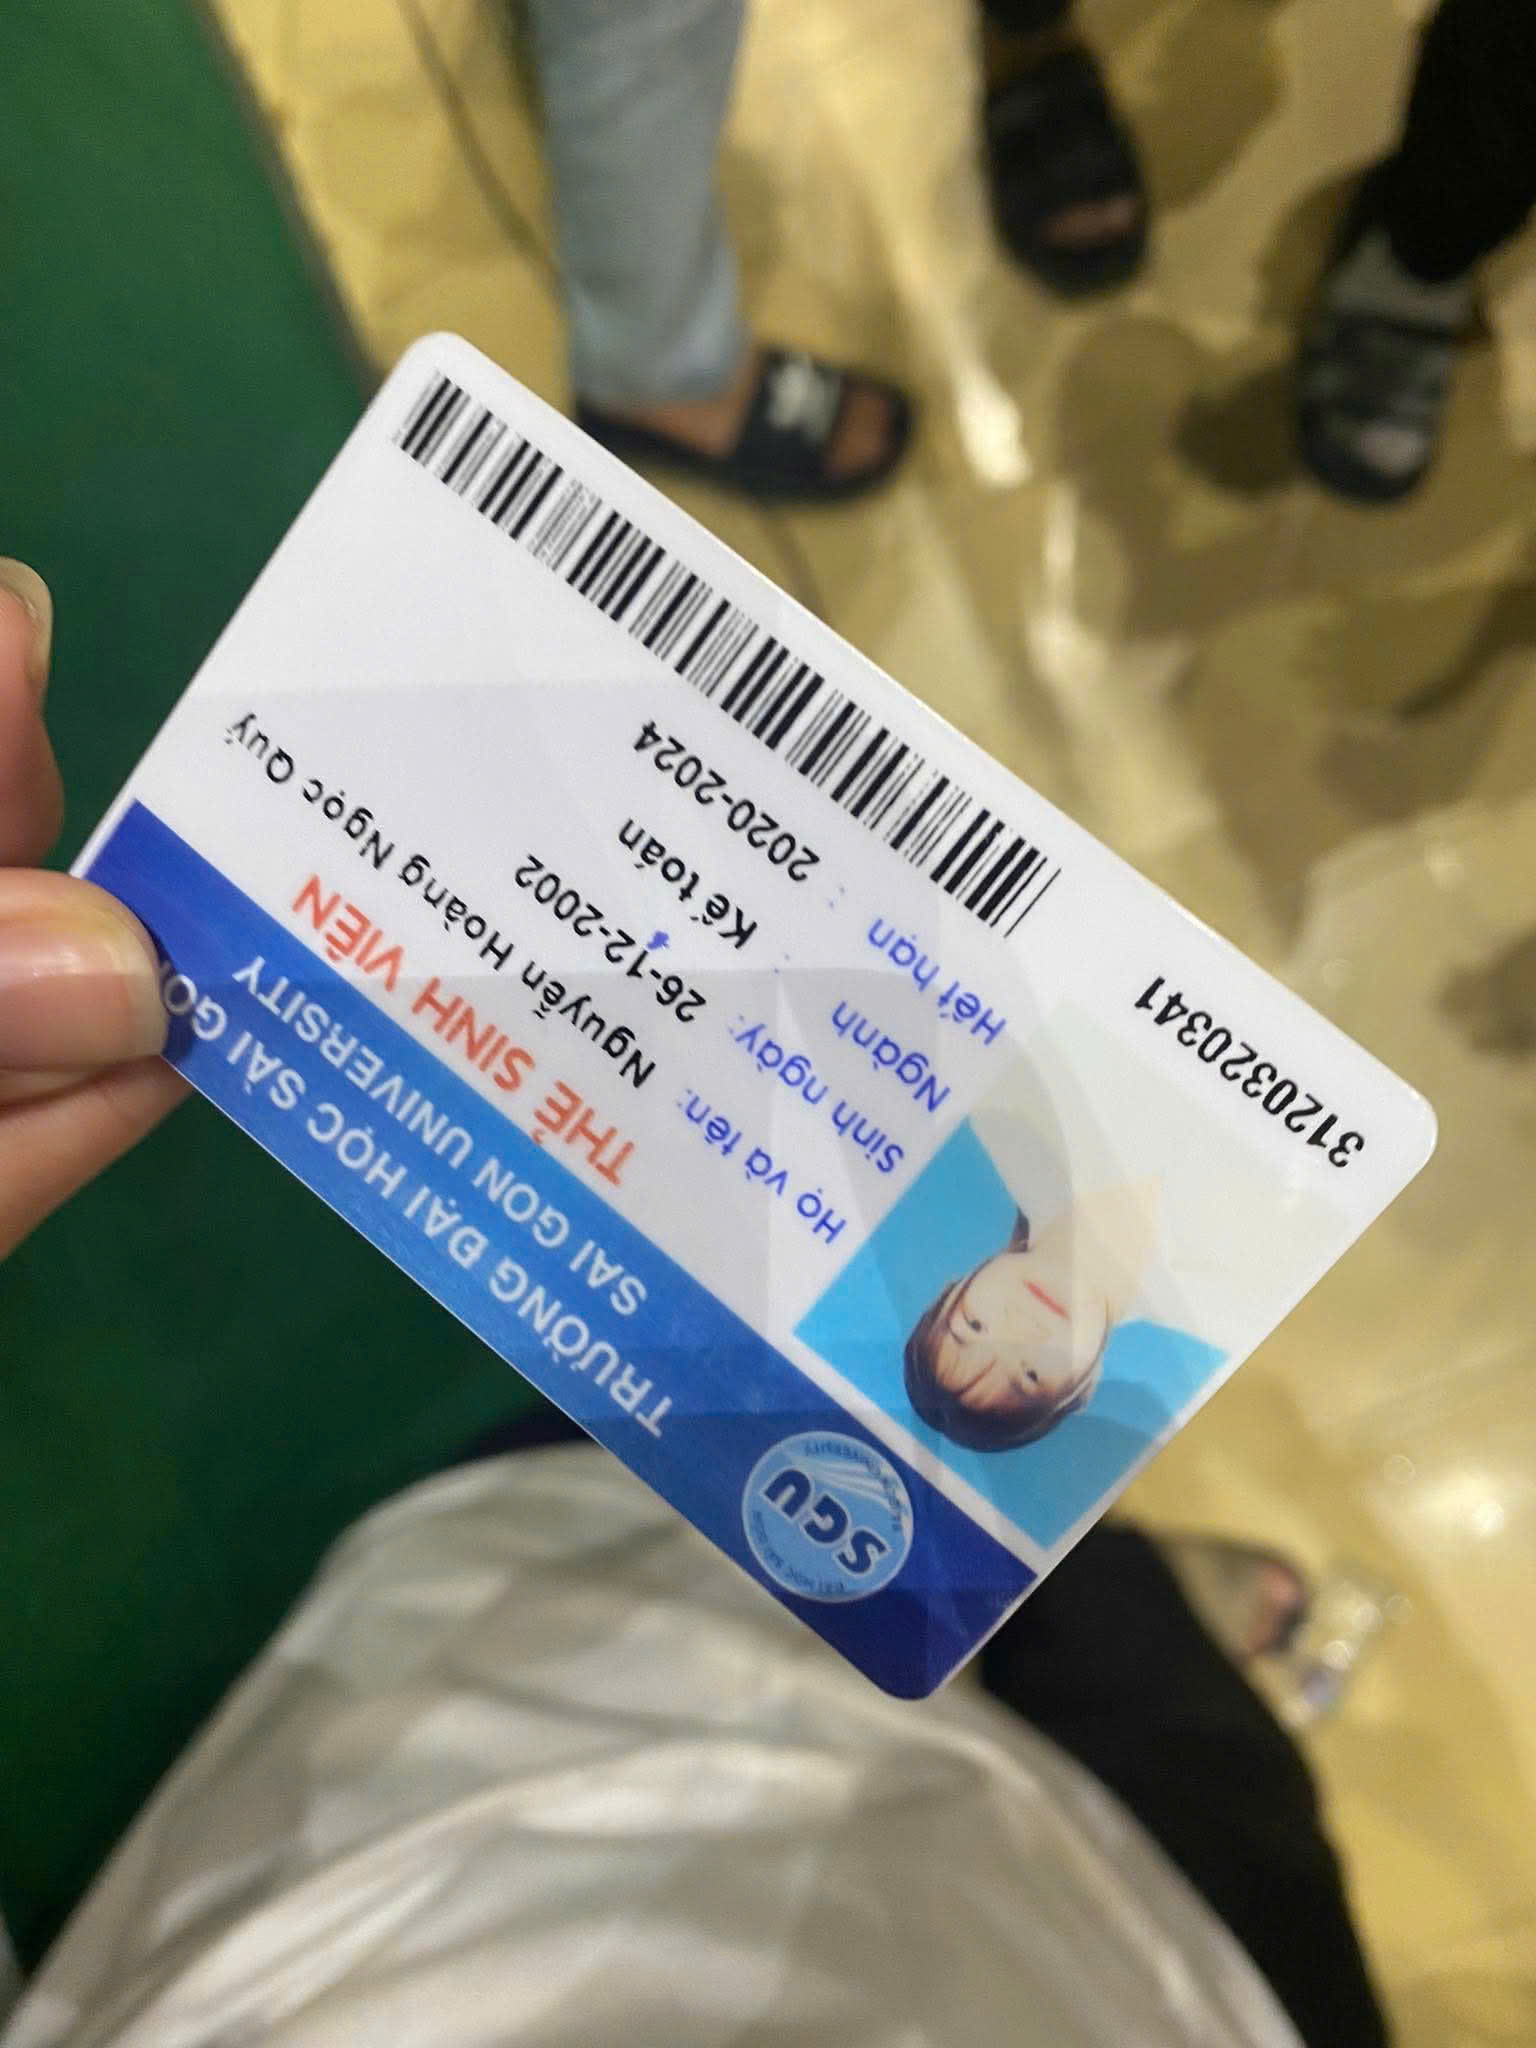 TRƯỜNG ĐẠI HỌC SÀI GÒN
SAI GON UNIVERSITY
SGU
THẺ SINH VIÊN
Họ và tên: Nguyễn Hoàng Ngọc Quý
Sinh ngày: 26-12-2002
Ngành : Kế toán
Hết hạn : 2020-2024
3120320341